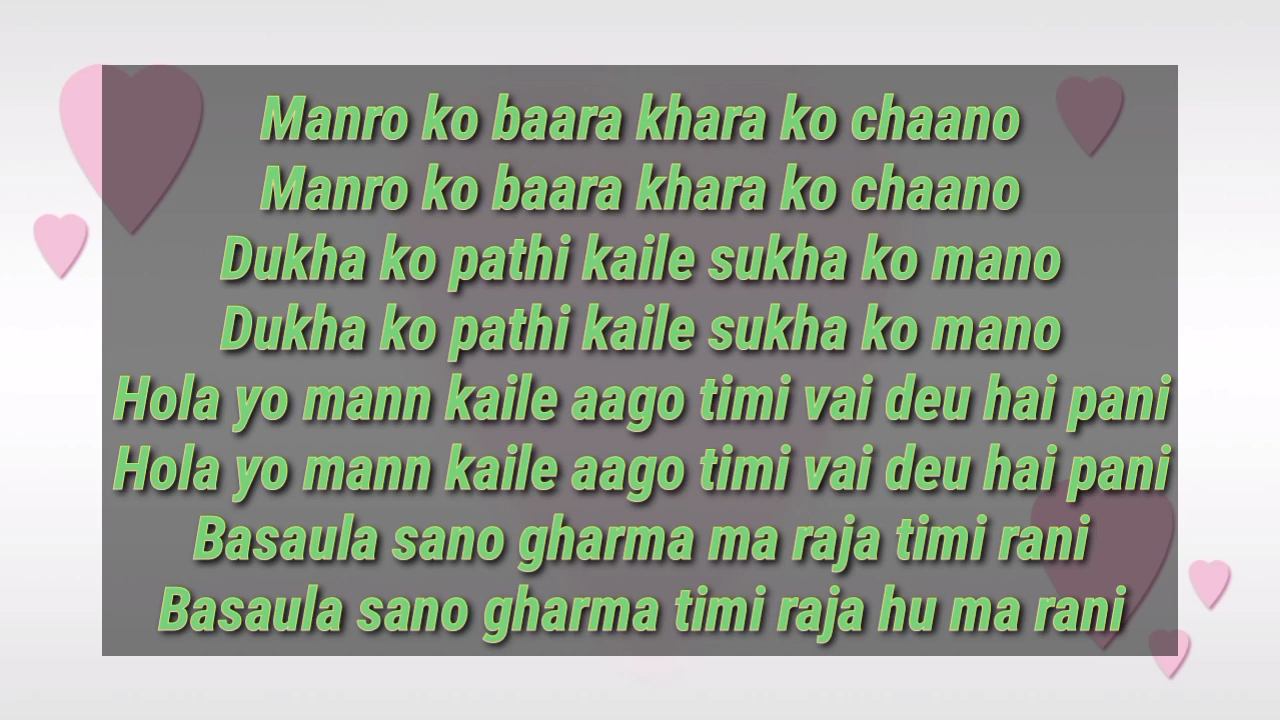 Manro ko baara khara ko chaano
Manro ko baara khara ko chaano
Dukha ko pathi kaile sukha ko mano
Dukha ko pathi kaile sukha ko mano
Hola yo mann kaile aago timi vai deu hai pani
Hola yo mann kaile aago timi vai deu hai pani
Basaula sano gharma ma raja timi rani
Basaula sano gharma timi raja hu ma rani